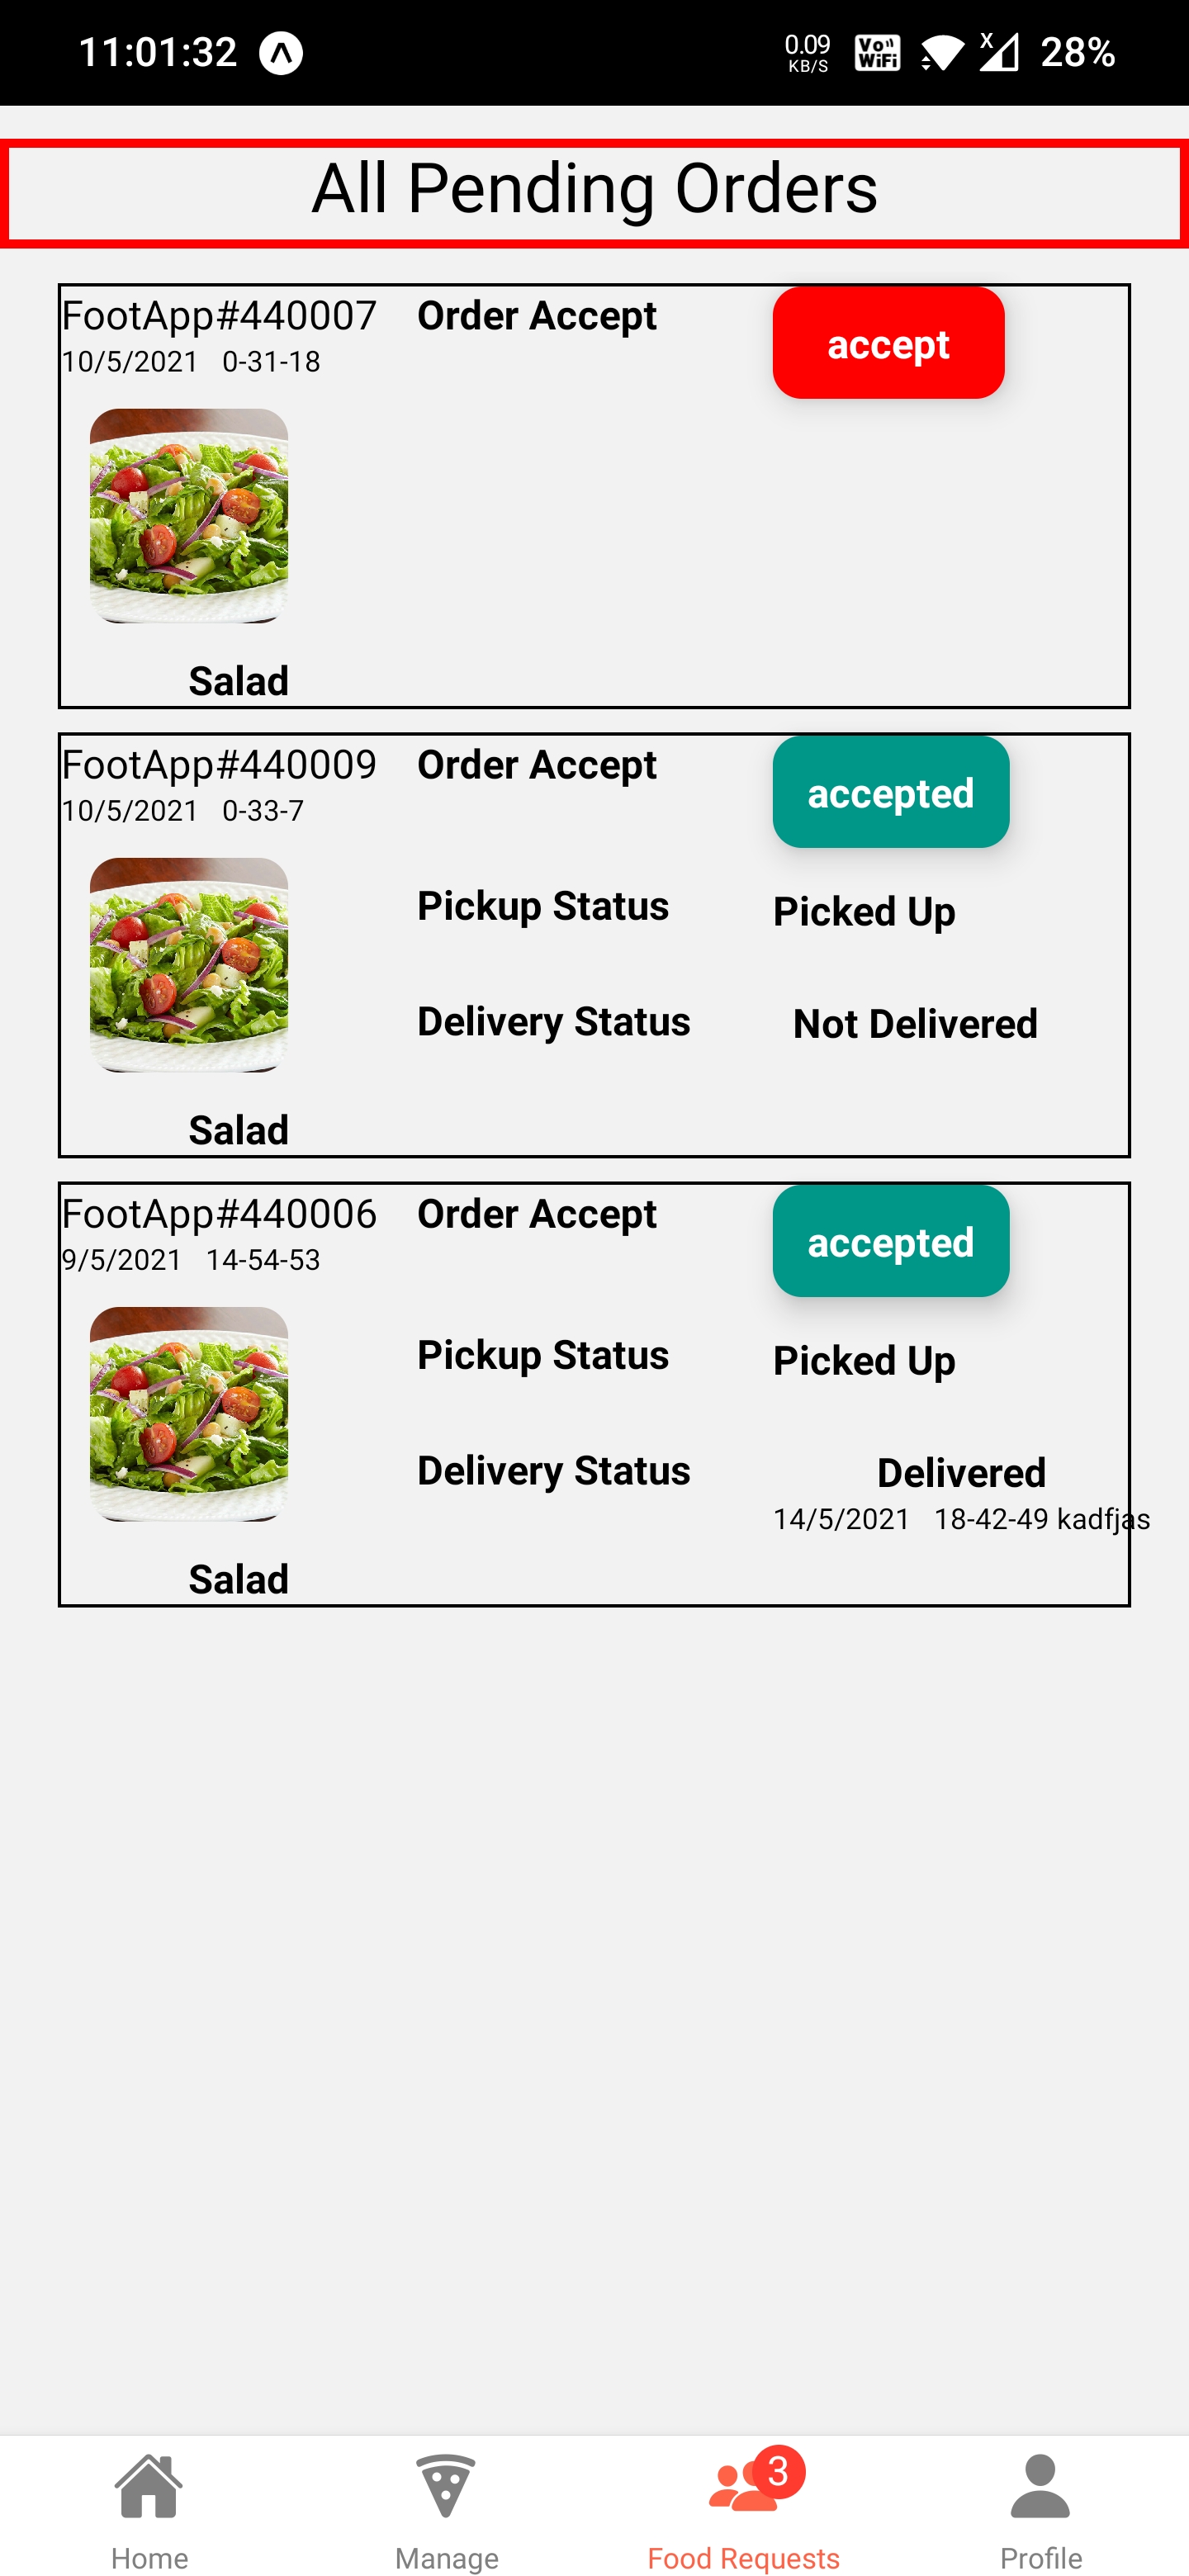 11:01:32
0.09 KB/S Vo WiFi X 28%
All Pending Orders
FootApp#440007 Order Accept accept
10/5/2021 0-31-18
Salad
FootApp#440009 Order Accept accepted
10/5/2021 0-33-7
Pickup Status Picked Up
Delivery Status Not Delivered
Salad
FootApp#440006 Order Accept accepted
9/5/2021 14-54-53
Pickup Status Picked Up
Delivery Status Delivered
14/5/2021 18-42-49 kadfjas
Salad
3
Home Manage Food Requests Profile